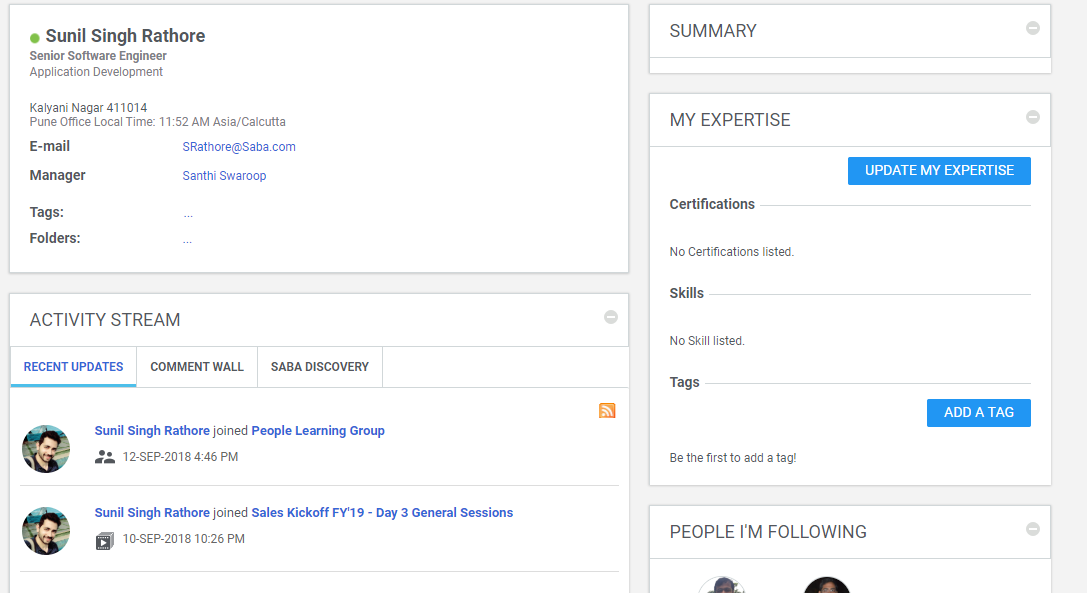 Sunil Singh Rathore
Senior Software Engineer
Application Development
Kalyani Nagar 411014
Pune Office Local Time: 11:52 AM Asia/Calcutta
E-mail SRathore@Saba.com
Manager Santhi Swaroop
Tags: ...
Folders: ...
ACTIVITY STREAM
RECENT UPDATES COMMENT WALL SABA DISCOVERY
Sunil Singh Rathore joined People Learning Group
12-SEP-2018 4:46 PM
Sunil Singh Rathore joined Sales Kickoff FY'19 - Day 3 General Sessions
10-SEP-2018 10:26 PM
SUMMARY
MY EXPERTISE
UPDATE MY EXPERTISE
Certifications
No Certifications listed.
Skills
No Skill listed.
Tags
ADD A TAG
Be the first to add a tag!
PEOPLE I'M FOLLOWING